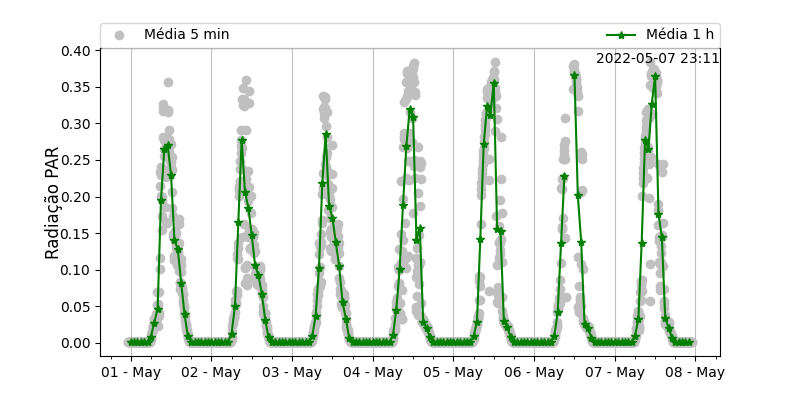 Média 5 min
Média 1 h
2022-05-07 23:11
Radiação PAR
0.40
0.35
0.30
0.25
0.20
0.15
0.10
0.05
0.00
01 - May
02 - May
03 - May
04 - May
05 - May
06 - May
07 - May
08 - May